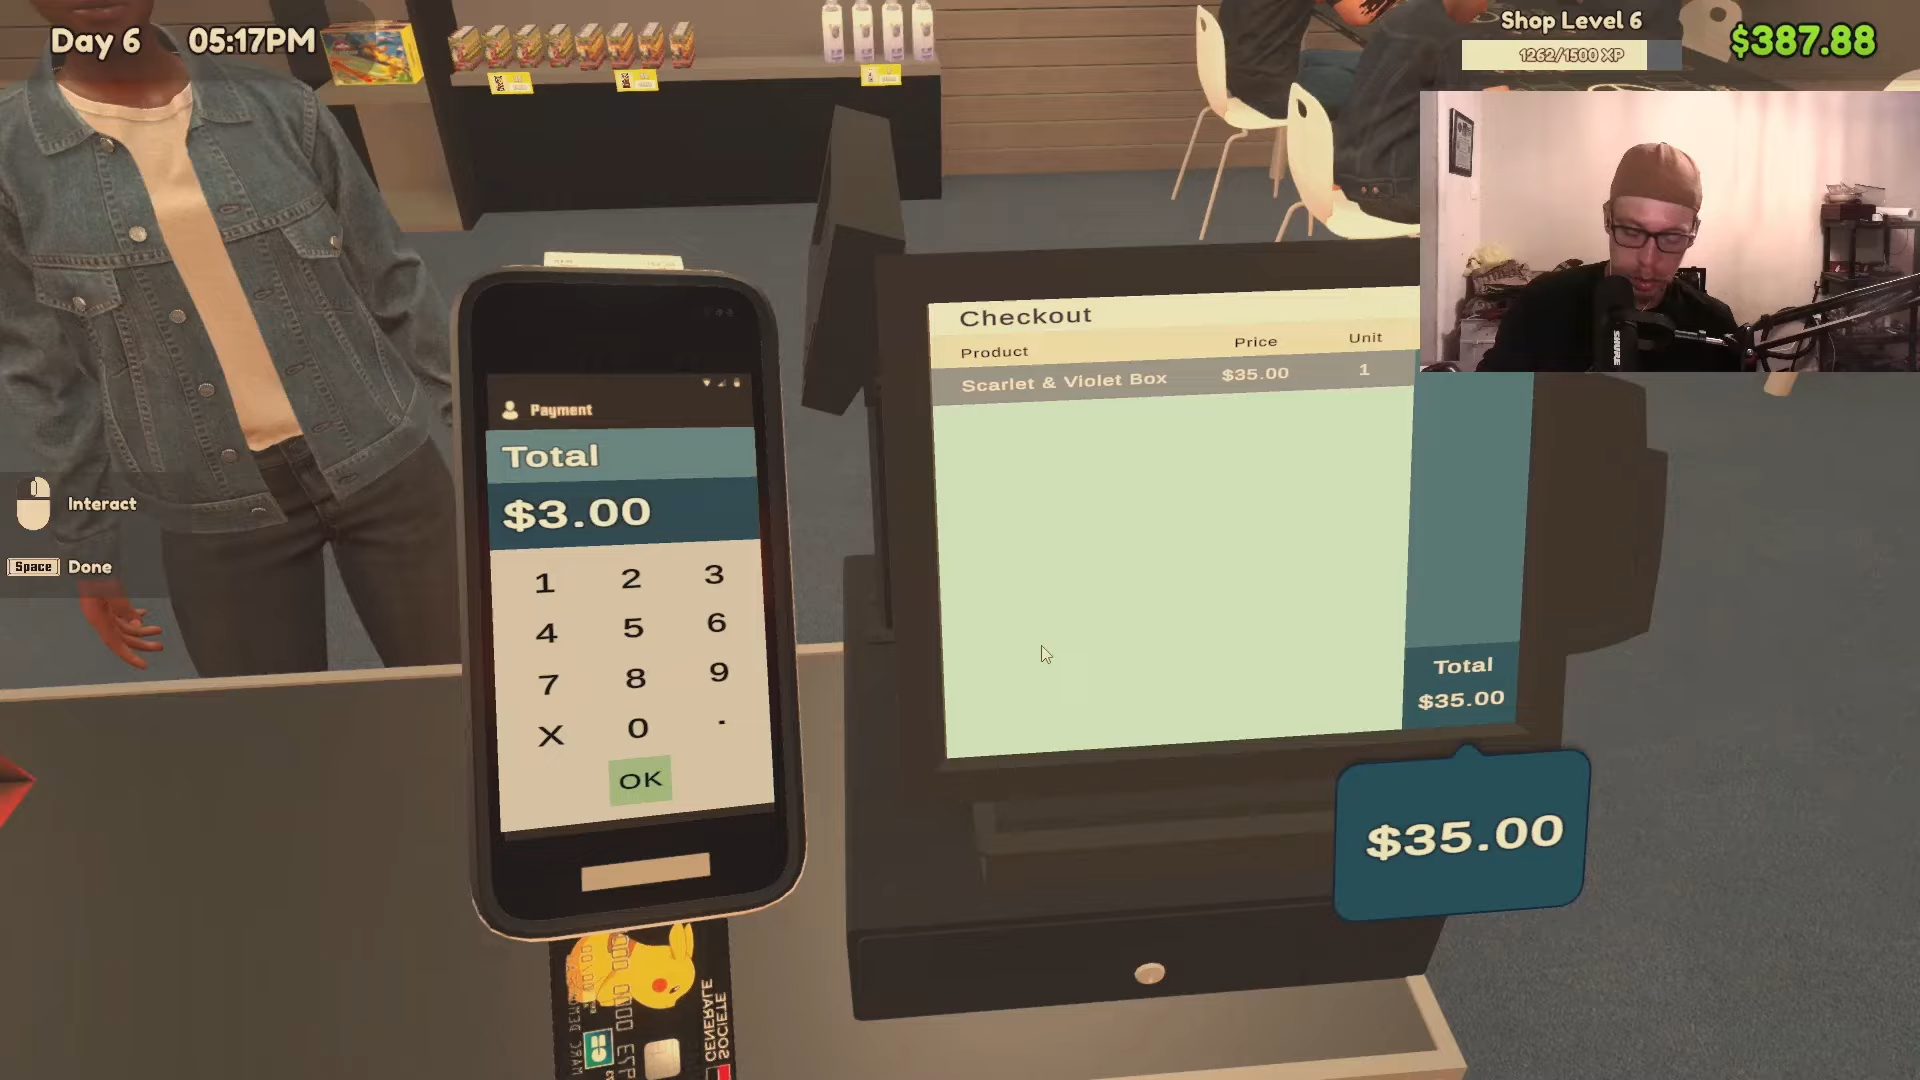 Day 6 05:17PM
Shop Level 6
1262/1500 XP
$387.88
Interact
Space Done
Payment
Total
$3.00
1 2 3
4 5 6
7 8 9
X 0 .
OK
Checkout
Product Price Unit
Scarlet & Violet Box $35.00 1
Total
$35.00
$35.00
SOCIETE
GENERALE
SHURE